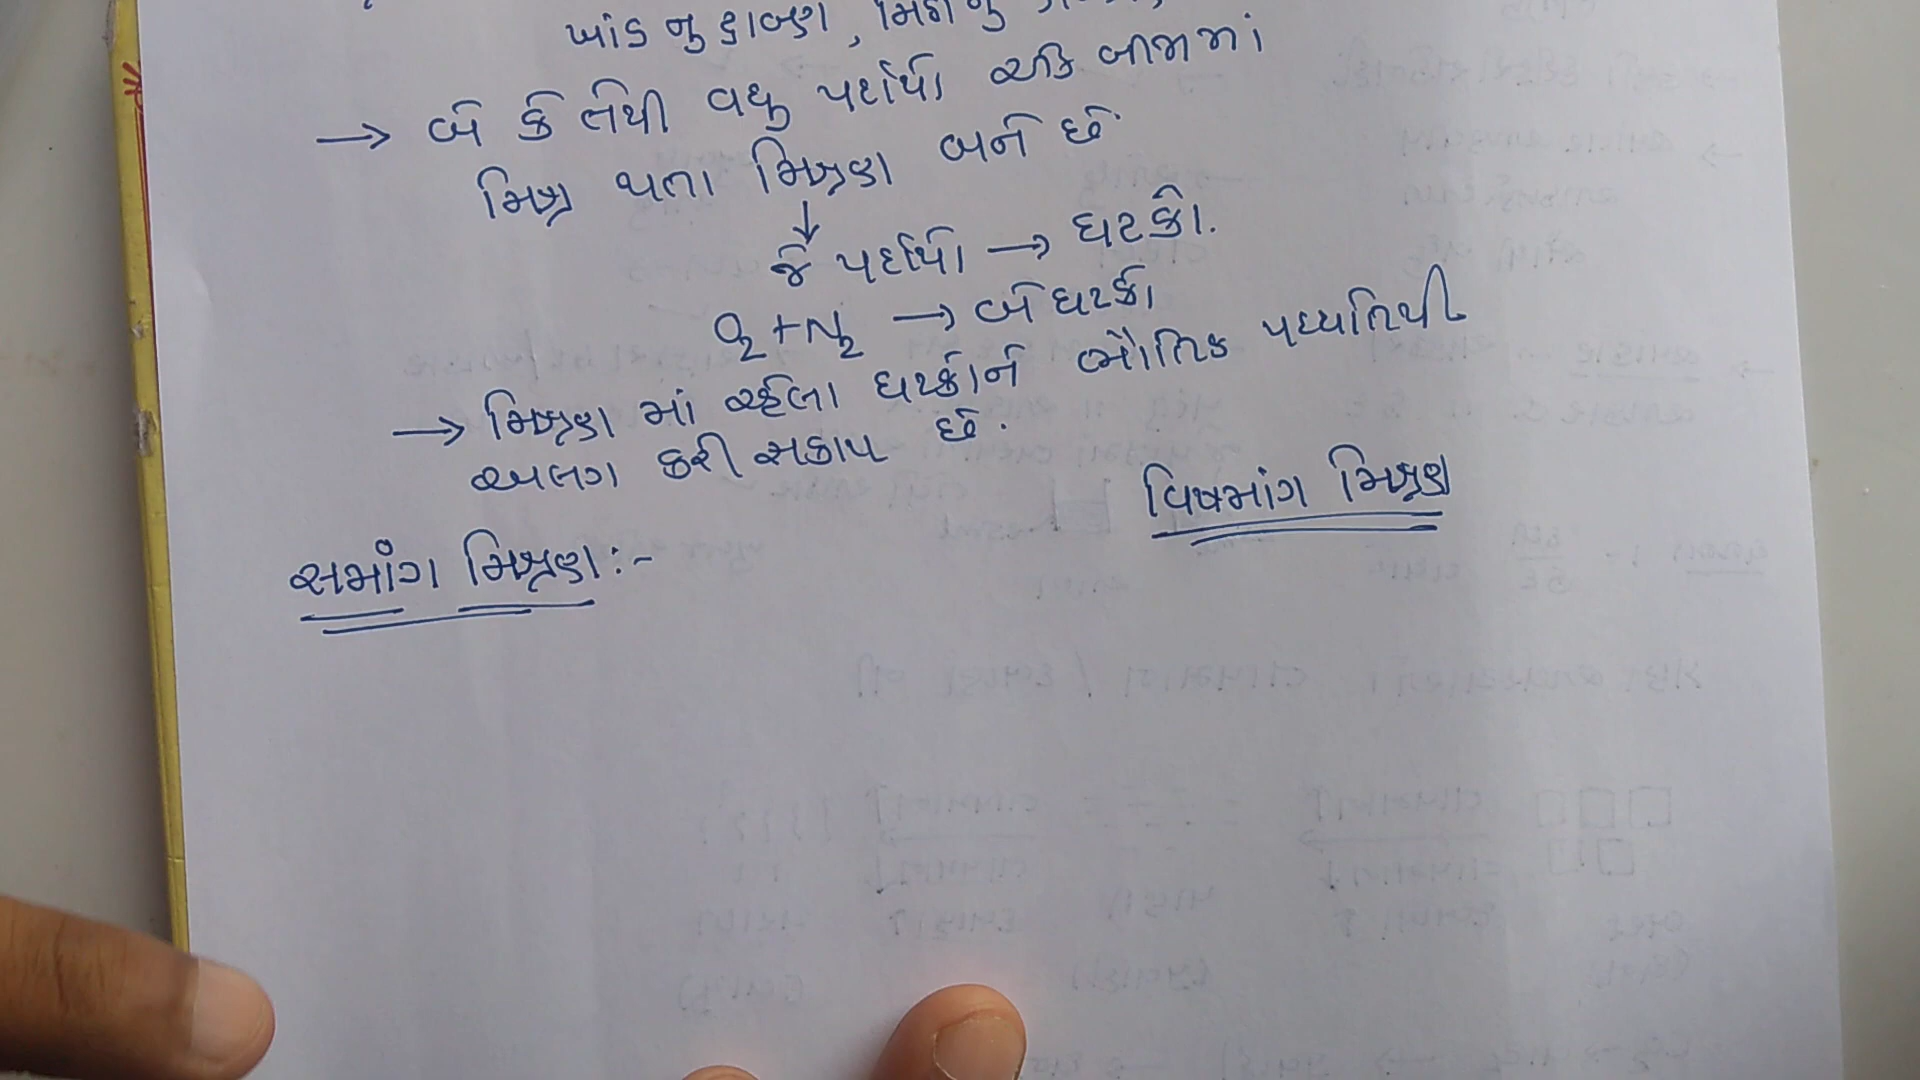 ખાંડ નુ દ્રાવણ,
→ બે કે તેથી વધુ પદાર્થો એક બીજામાં
મિશ્ર થતા મિશ્રણ બને છે.
↓
જે પદાર્થો → ઘટકો.
O2 + N2 → બે ઘટકો
→ મિશ્રણ માં રહેલા ઘટકોને ભૌતિક પધ્ધતિથી
અલગ કરી સકાય છે.
સમાંગ મિશ્રણ :-
વિષમાંગ મિશ્રણ